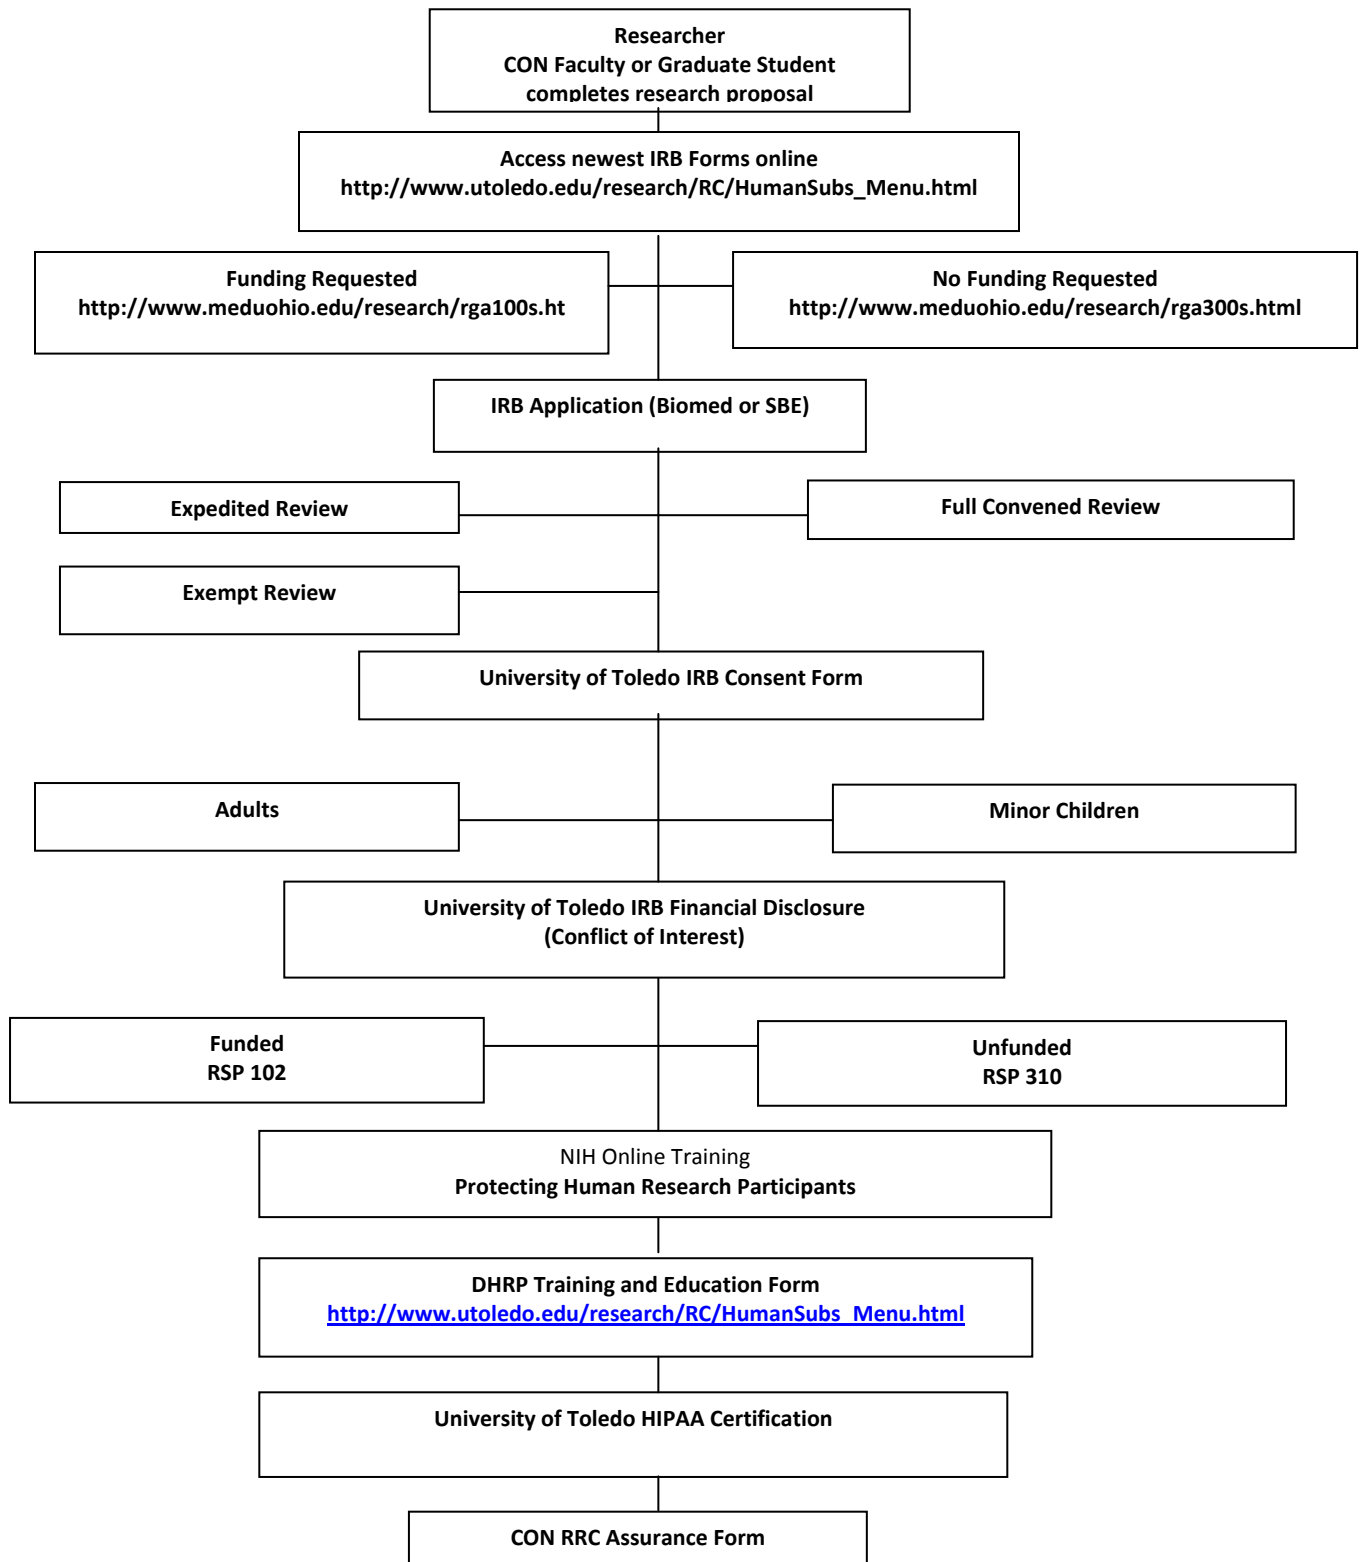 Researcher
CON Faculty or Graduate Student
completes research proposal
Access newest IRB Forms online
http://www.utoledo.edu/research/RC/HumanSubs_Menu.html
Funding Requested
http://www.meduohio.edu/research/rga100s.ht
No Funding Requested
http://www.meduohio.edu/research/rga300s.html
IRB Application (Biomed or SBE)
Expedited Review
Full Convened Review
Exempt Review
University of Toledo IRB Consent Form
Adults
Minor Children
University of Toledo IRB Financial Disclosure
(Conflict of Interest)
Funded
RSP 102
Unfunded
RSP 310
NIH Online Training
Protecting Human Research Participants
DHRP Training and Education Form
http://www.utoledo.edu/research/RC/HumanSubs_Menu.html
University of Toledo HIPAA Certification
CON RRC Assurance Form